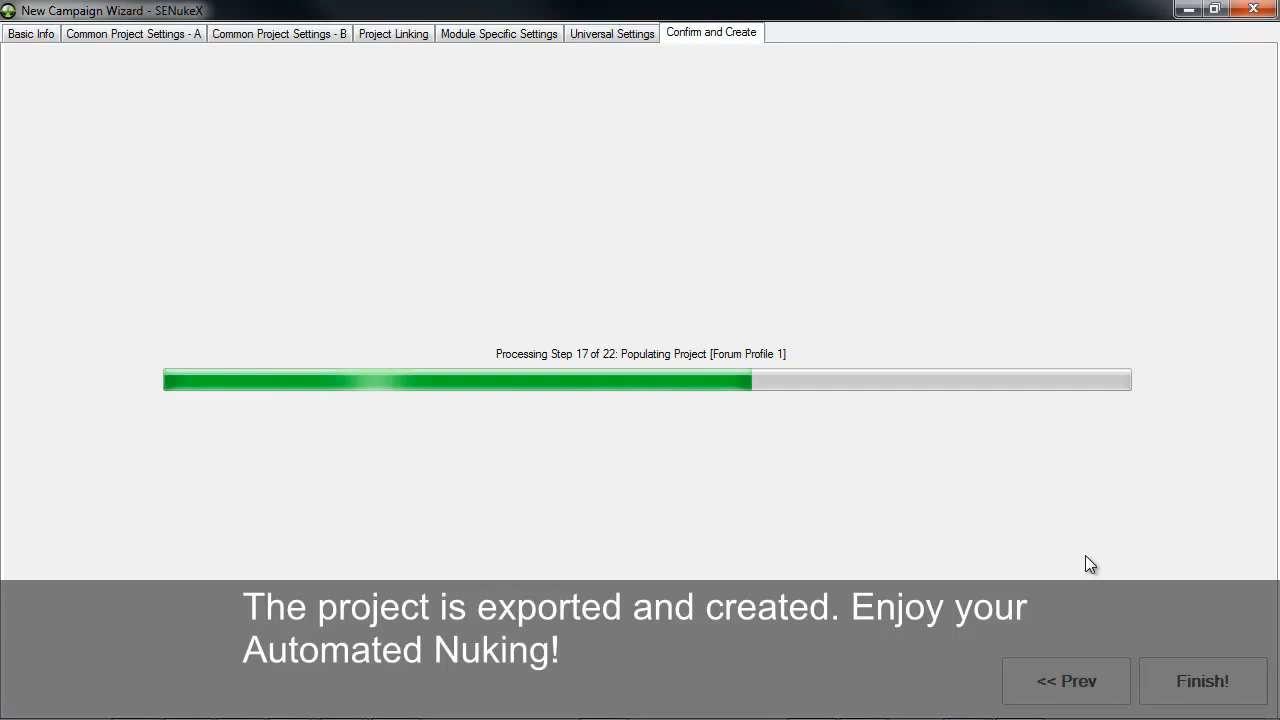 New Campaign Wizard - SENukeX
Basic Info Common Project Settings - A Common Project Settings - B Project Linking Module Specific Settings Universal Settings Confirm and Create
Processing Step 17 of 22: Populating Project [Forum Profile 1]
The project is exported and created. Enjoy your
Automated Nuking!
<< Prev Finish!